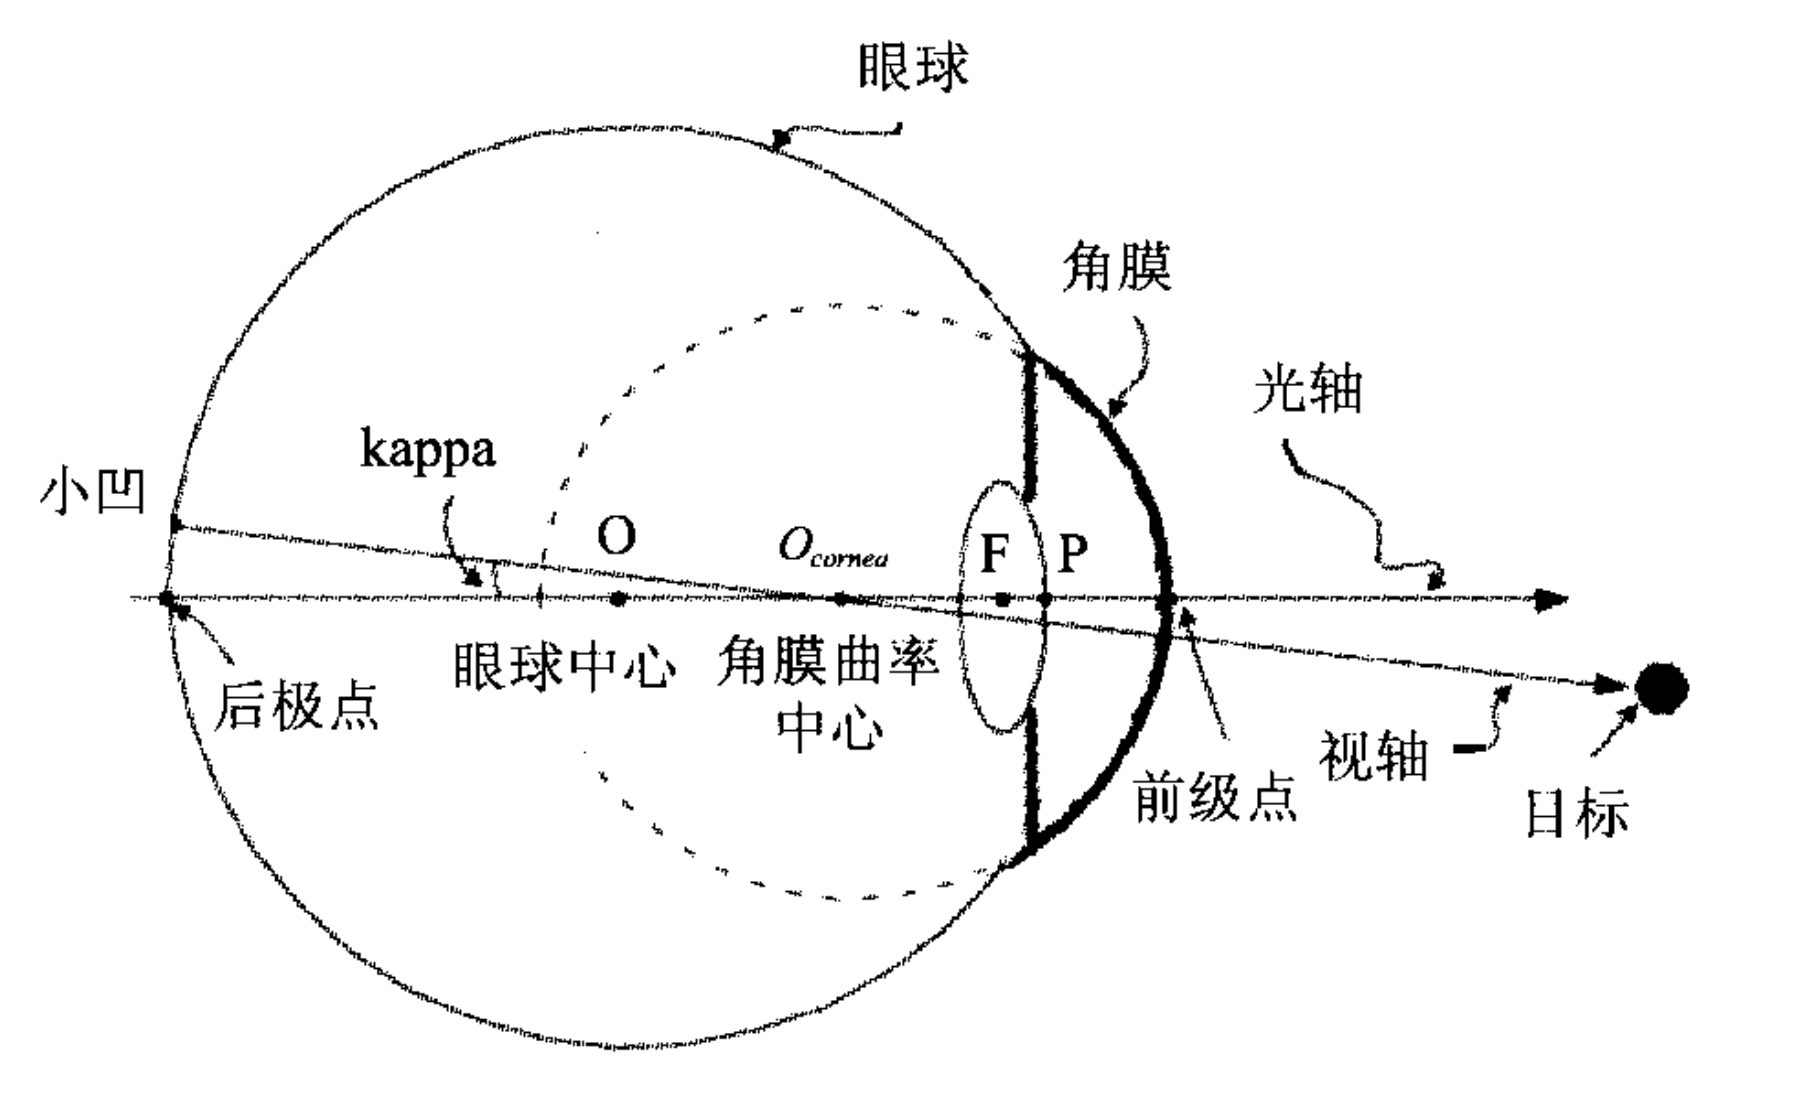 眼球
角膜
光轴
kappa
小凹
O
Ocornea
F
P
眼球中心
角膜曲率
中心
后极点
前级点
视轴
目标